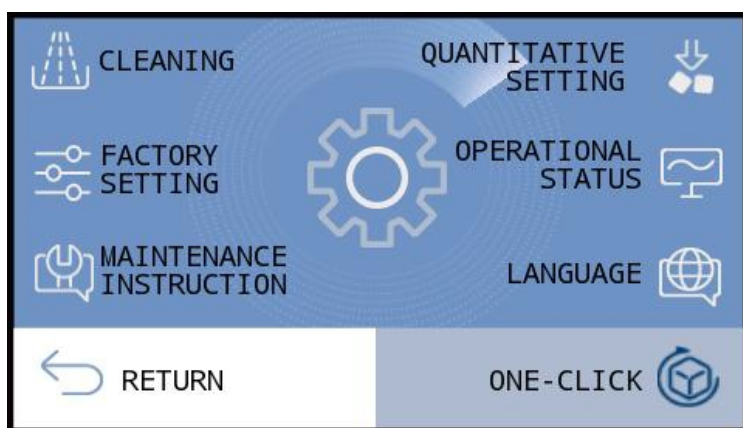 CLEANING
QUANTITATIVE
SETTING
FACTORY
SETTING
OPERATIONAL
STATUS
MAINTENANCE
INSTRUCTION
LANGUAGE
RETURN
ONE-CLICK